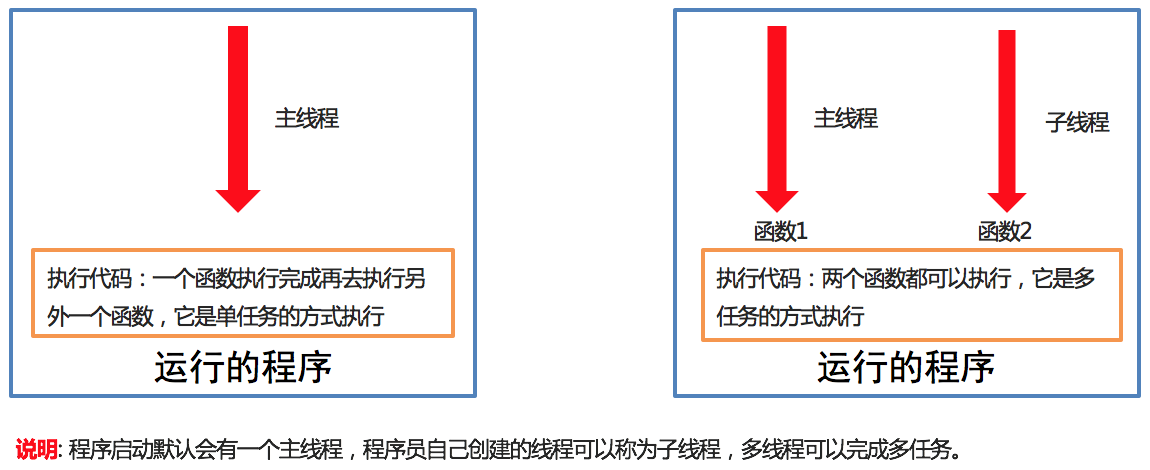 主线程
执行代码：一个函数执行完成再去执行另
外一个函数，它是单任务的方式执行
运行的程序
主线程
子线程
函数1
函数2
执行代码：两个函数都可以执行，它是多
任务的方式执行
运行的程序
说明: 程序启动默认会有一个主线程，程序员自己创建的线程可以称为子线程，多线程可以完成多任务。